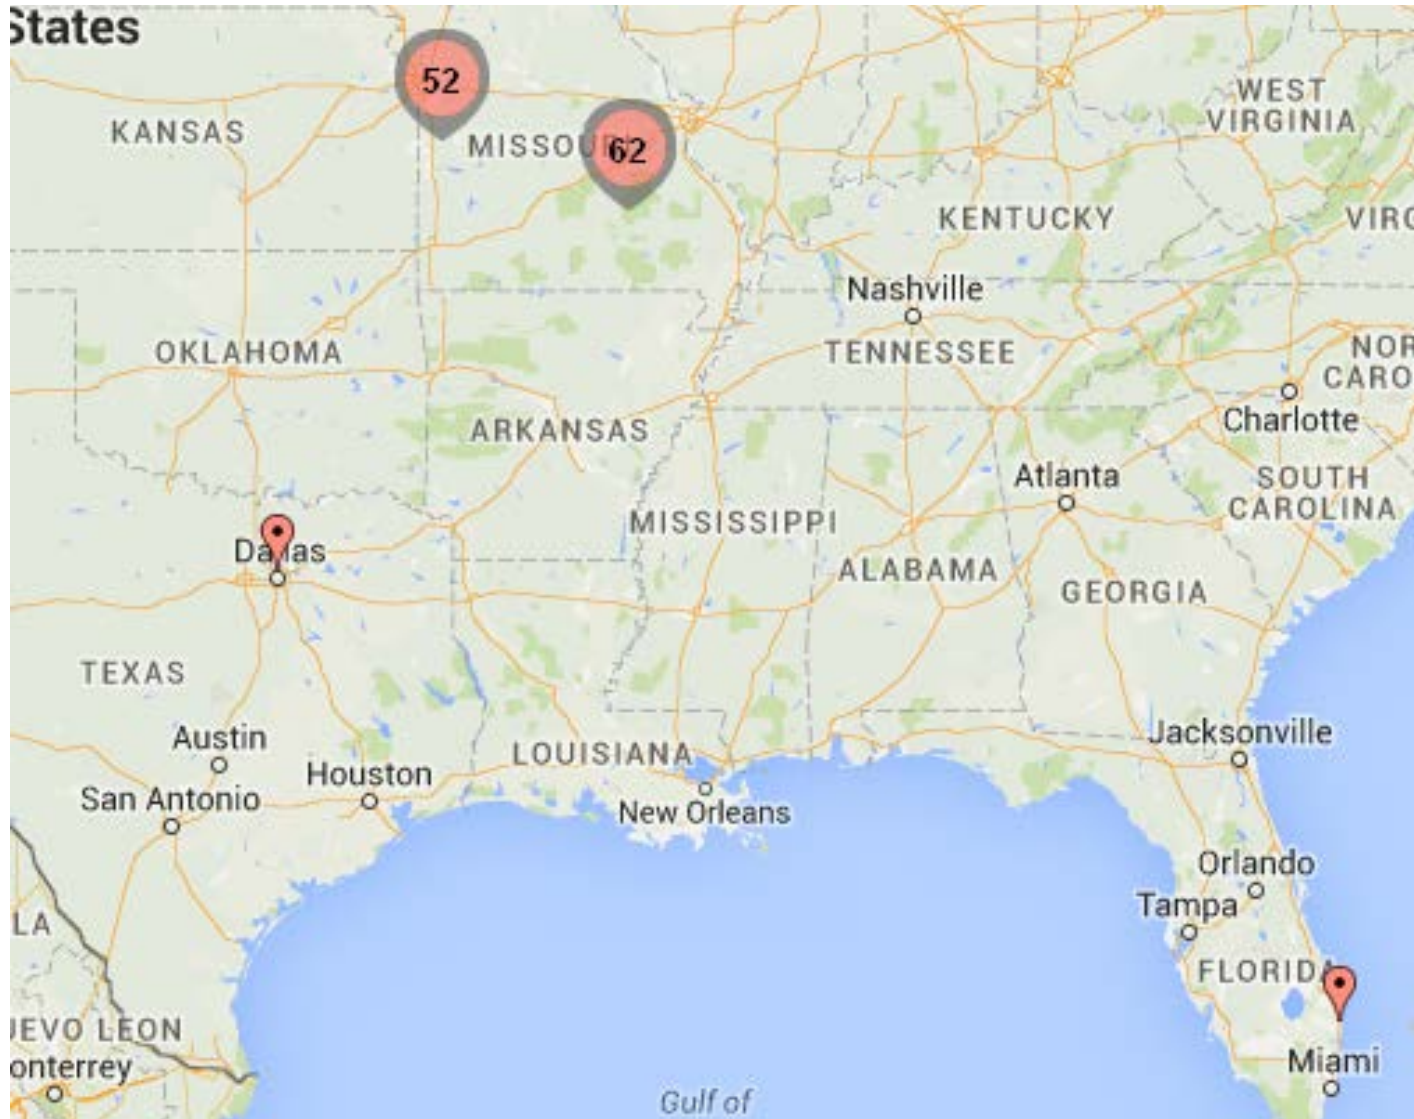 States
52
KANSAS
MISSOURI
62
WEST
VIRGINIA
KENTUCKY
VIRG
Nashville
OKLAHOMA
TENNESSEE
NOR
CARO
Charlotte
ARKANSAS
Atlanta
SOUTH
CAROLINA
MISSISSIPPI
Dallas
ALABAMA
GEORGIA
TEXAS
Austin
Jacksonville
LOUISIANA
Houston
San Antonio
New Orleans
Orlando
Tampa
LA
FLORIDA
UEVO LEON
onterrey
Miami
Gulf of